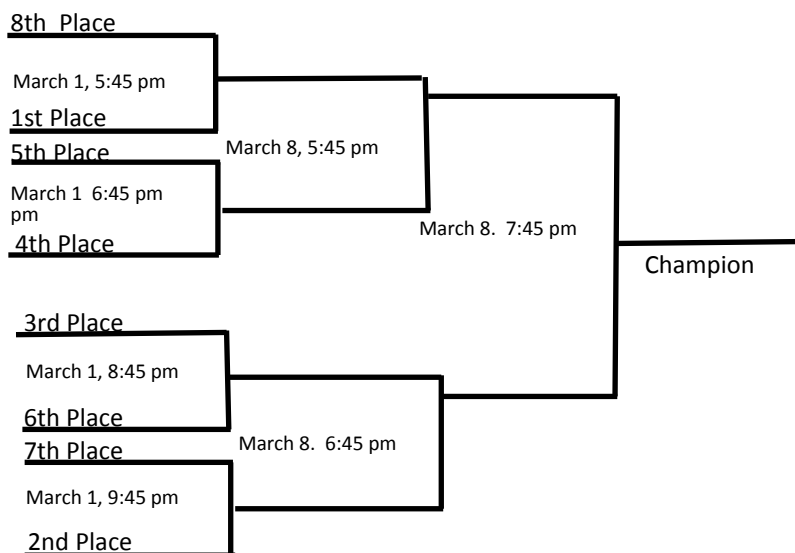 8th Place
March 1, 5:45 pm
1st Place
5th Place
March 8, 5:45 pm
March 1 6:45 pm
pm
4th Place
March 8. 7:45 pm
Champion
3rd Place
March 1, 8:45 pm
6th Place
7th Place
March 8. 6:45 pm
March 1, 9:45 pm
2nd Place